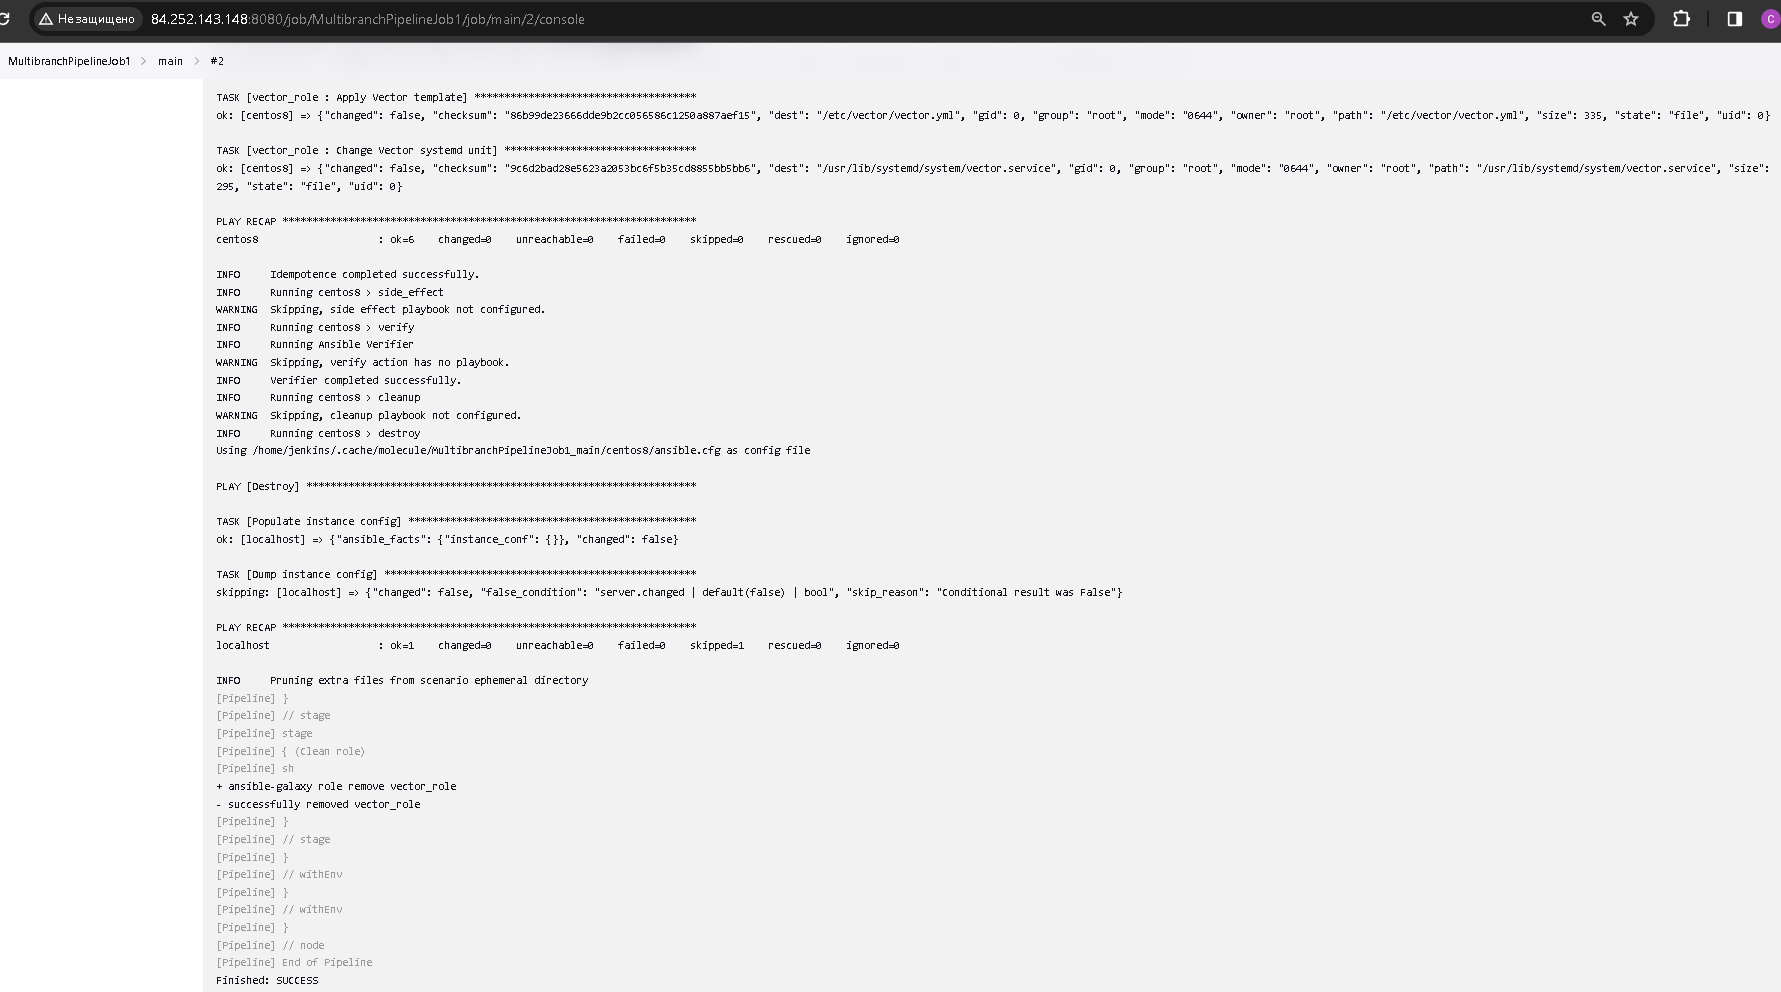 Не защищено 84.252.143.148:8080/job/MultibranchPipelineJob1/job/main/2/console C
MultibranchPipelineJob1 > main > #2
TASK [vector_role : Apply Vector template] *************************************
ok: [centos8] => {"changed": false, "checksum": "86b99de23666dde9b2cc056586c1250a887aef15", "dest": "/etc/vector/vector.yml", "gid": 0, "group": "root", "mode": "0644", "owner": "root", "path": "/etc/vector/vector.yml", "size": 335, "state": "file", "uid": 0}
TASK [vector_role : Change Vector systemd unit] ********************************
ok: [centos8] => {"changed": false, "checksum": "9c6d2bad28e5623a2053bc6f5b35cd8855bb5bb6", "dest": "/usr/lib/systemd/system/vector.service", "gid": 0, "group": "root", "mode": "0644", "owner": "root", "path": "/usr/lib/systemd/system/vector.service", "size":
295, "state": "file", "uid": 0}
PLAY RECAP *********************************************************************
centos8                    : ok=6    changed=0    unreachable=0    failed=0    skipped=0    rescued=0    ignored=0
INFO     Idempotence completed successfully.
INFO     Running centos8 > side_effect
WARNING  Skipping, side effect playbook not configured.
INFO     Running centos8 > verify
INFO     Running Ansible Verifier
WARNING  Skipping, verify action has no playbook.
INFO     Verifier completed successfully.
INFO     Running centos8 > cleanup
WARNING  Skipping, cleanup playbook not configured.
INFO     Running centos8 > destroy
Using /home/jenkins/.cache/molecule/MultibranchPipelineJob1_main/centos8/ansible.cfg as config file
PLAY [Destroy] *****************************************************************
TASK [Populate instance config] ************************************************
ok: [localhost] => {"ansible_facts": {"instance_conf": {}}, "changed": false}
TASK [Dump instance config] ****************************************************
skipping: [localhost] => {"changed": false, "false_condition": "server.changed | default(false) | bool", "skip_reason": "Conditional result was False"}
PLAY RECAP *********************************************************************
localhost                  : ok=1    changed=0    unreachable=0    failed=0    skipped=1    rescued=0    ignored=0
INFO     Pruning extra files from scenario ephemeral directory
[Pipeline] }
[Pipeline] // stage
[Pipeline] stage
[Pipeline] { (Clean role)
[Pipeline] sh
+ ansible-galaxy role remove vector_role
- successfully removed vector_role
[Pipeline] }
[Pipeline] // stage
[Pipeline] }
[Pipeline] // withEnv
[Pipeline] }
[Pipeline] // withEnv
[Pipeline] }
[Pipeline] // node
[Pipeline] End of Pipeline
Finished: SUCCESS